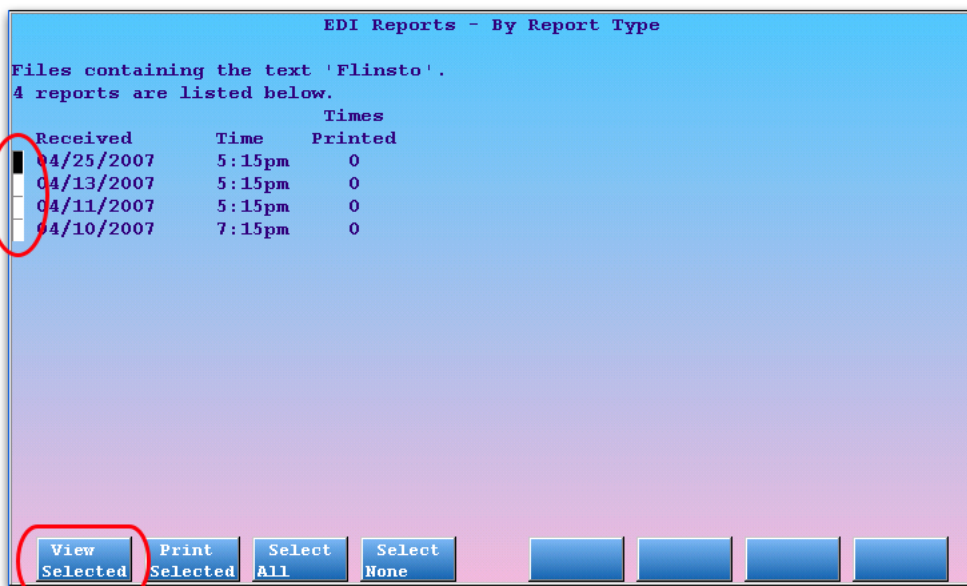 EDI Reports - By Report Type
Files containing the text 'Flinsto'.
4 reports are listed below.
Times
Received Time Printed
04/25/2007 5:15pm 0
04/13/2007 5:15pm 0
04/11/2007 5:15pm 0
04/10/2007 7:15pm 0
View Print Select Select
Selected Selected All None